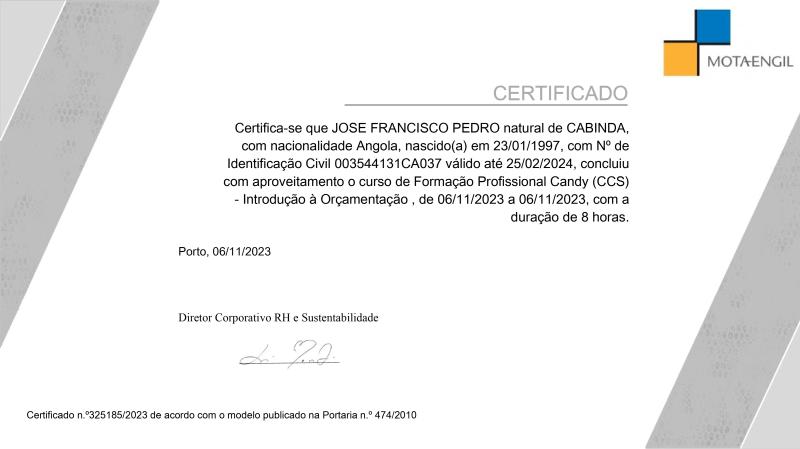 MOTAENGIL
CERTIFICADO
Certifica-se que JOSE FRANCISCO PEDRO natural de CABINDA,
com nacionalidade Angola, nascido(a) em 23/01/1997, com Nº de
Identificação Civil 003544131CA037 válido até 25/02/2024, concluiu
com aproveitamento o curso de Formação Profissional Candy (CCS)
- Introdução à Orçamentação , de 06/11/2023 a 06/11/2023, com a
duração de 8 horas.
Porto, 06/11/2023
Diretor Corporativo RH e Sustentabilidade
Certificado n.º325185/2023 de acordo com o modelo publicado na Portaria n.º 474/2010